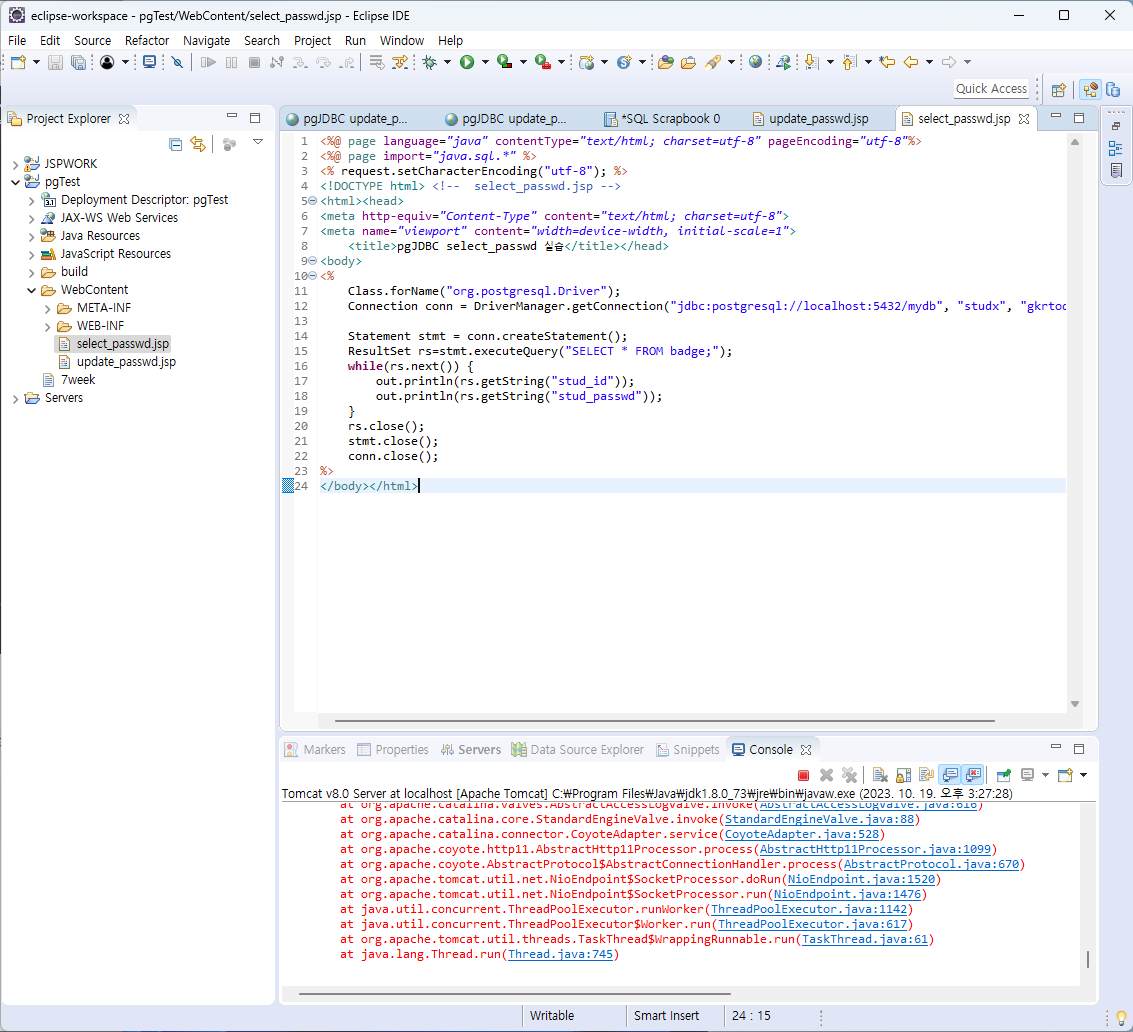 eclipse-workspace - pgTest/WebContent/select_passwd.jsp - Eclipse IDE
File Edit Source Refactor Navigate Search Project Run Window Help
Quick Access
Project Explorer
JSPWORK
pgTest
Deployment Descriptor: pgTest
JAX-WS Web Services
Java Resources
JavaScript Resources
build
WebContent
META-INF
WEB-INF
select_passwd.jsp
update_passwd.jsp
7week
Servers
pgJDBC update_p... pgJDBC update_p... *SQL Scrapbook 0 update_passwd.jsp select_passwd.jsp
1 <%@ page language="java" contentType="text/html; charset=utf-8" pageEncoding="utf-8"%>
2 <%@ page import="java.sql.*" %>
3 <% request.setCharacterEncoding("utf-8"); %>
4 <!DOCTYPE html> <!--  select_passwd.jsp -->
5 <html><head>
6 <meta http-equiv="Content-Type" content="text/html; charset=utf-8">
7 <meta name="viewport" content="width=device-width, initial-scale=1">
8     <title>pgJDBC select_passwd 실습</title></head>
9 <body>
10 <%
11     Class.forName("org.postgresql.Driver");
12     Connection conn = DriverManager.getConnection("jdbc:postgresql://localhost:5432/mydb", "studx", "gkrtod
13
14     Statement stmt = conn.createStatement();
15     ResultSet rs=stmt.executeQuery("SELECT * FROM badge;");
16     while(rs.next()) {
17         out.println(rs.getString("stud_id"));
18         out.println(rs.getString("stud_passwd"));
19     }
20     rs.close();
21     stmt.close();
22     conn.close();
23 %>
24 </body></html>
Markers Properties Servers Data Source Explorer Snippets Console
Tomcat v8.0 Server at localhost [Apache Tomcat] C:₩Program Files₩Java₩jdk1.8.0_73₩jre₩bin₩javaw.exe (2023. 10. 19. 오후 3:27:28)
at org.apache.catalina.valves.AbstractAccessLogValve.invoke(AbstractAccessLogValve.java:616)
at org.apache.catalina.core.StandardEngineValve.invoke(StandardEngineValve.java:88)
at org.apache.catalina.connector.CoyoteAdapter.service(CoyoteAdapter.java:528)
at org.apache.coyote.http11.AbstractHttp11Processor.process(AbstractHttp11Processor.java:1099)
at org.apache.coyote.AbstractProtocol$AbstractConnectionHandler.process(AbstractProtocol.java:670)
at org.apache.tomcat.util.net.NioEndpoint$SocketProcessor.doRun(NioEndpoint.java:1520)
at org.apache.tomcat.util.net.NioEndpoint$SocketProcessor.run(NioEndpoint.java:1476)
at java.util.concurrent.ThreadPoolExecutor.runWorker(ThreadPoolExecutor.java:1142)
at java.util.concurrent.ThreadPoolExecutor$Worker.run(ThreadPoolExecutor.java:617)
at org.apache.tomcat.util.threads.TaskThread$WrappingRunnable.run(TaskThread.java:61)
at java.lang.Thread.run(Thread.java:745)
Writable Smart Insert 24 : 15